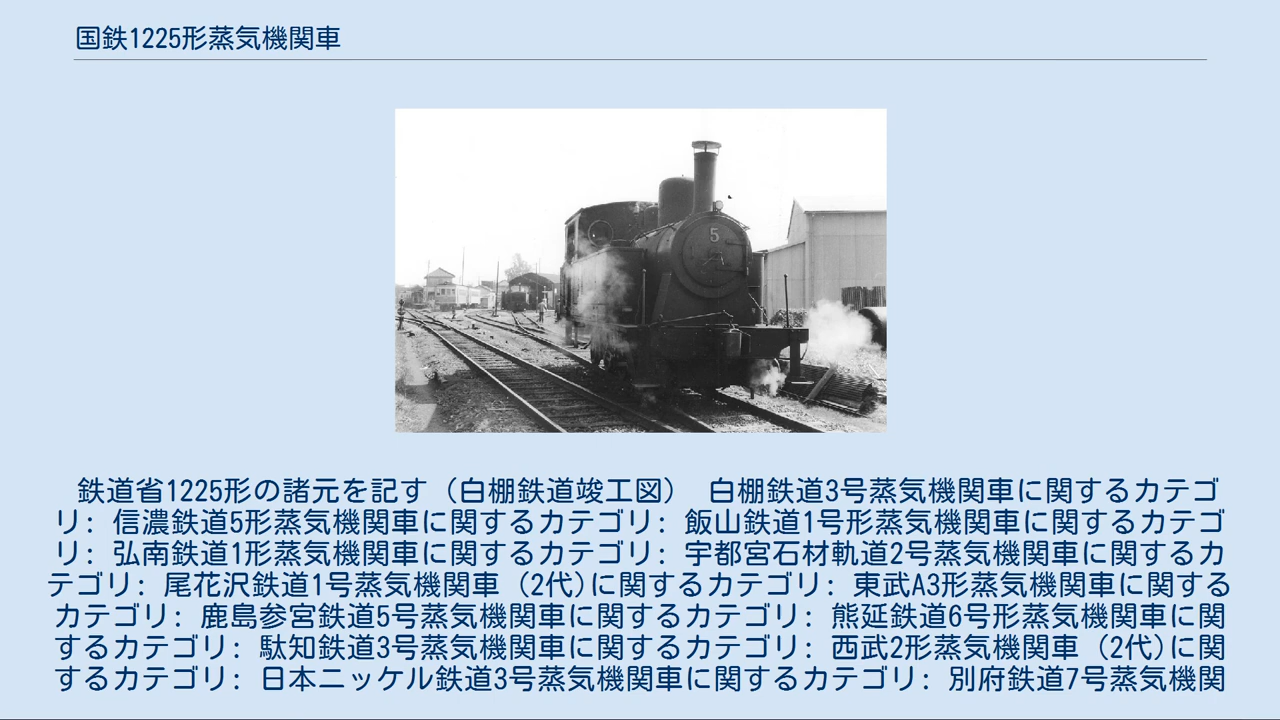 国鉄1225形蒸気機関車
5
鉄道省1225形の諸元を記す（白棚鉄道竣工図） 白棚鉄道3号蒸気機関車に関するカテゴ
リ: 信濃鉄道5形蒸気機関車に関するカテゴリ: 飯山鉄道1号形蒸気機関車に関するカテゴ
リ: 弘南鉄道1形蒸気機関車に関するカテゴリ: 宇都宮石材軌道2号蒸気機関車に関するカ
テゴリ: 尾花沢鉄道1号蒸気機関車 (2代)に関するカテゴリ: 東武A3形蒸気機関車に関する
カテゴリ: 鹿島参宮鉄道5号蒸気機関車に関するカテゴリ: 熊延鉄道6号形蒸気機関車に関
するカテゴリ: 駄知鉄道3号蒸気機関車に関するカテゴリ: 西武2形蒸気機関車 (2代)に関
するカテゴリ: 日本ニッケル鉄道3号蒸気機関車に関するカテゴリ: 別府鉄道7号蒸気機関